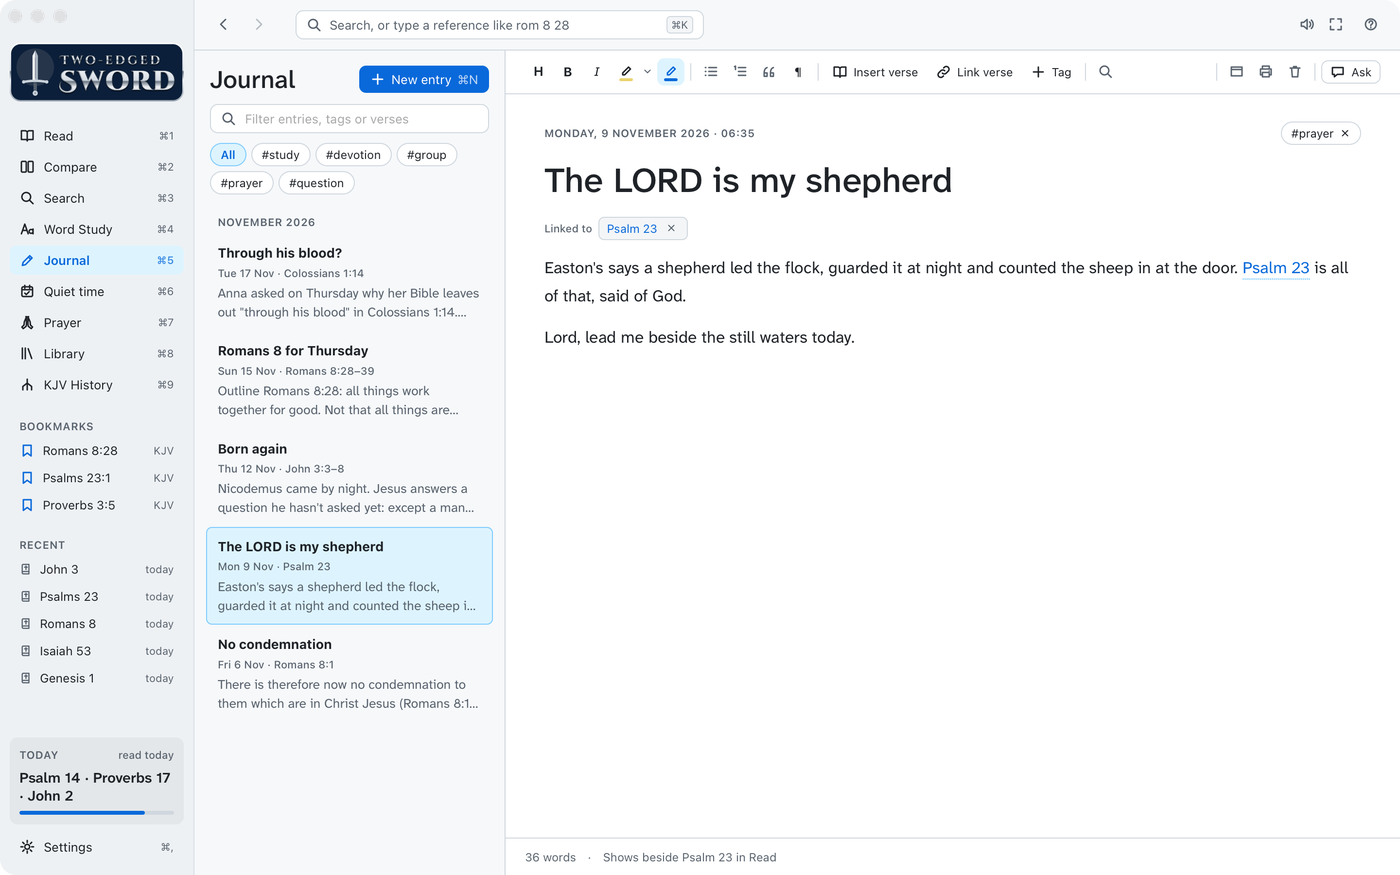 TWO-EDGED
SWORD
Read ⌘1
Compare ⌘2
Search ⌘3
Word Study ⌘4
Journal ⌘5
Quiet time ⌘6
Prayer ⌘7
Library ⌘8
KJV History ⌘9
BOOKMARKS
Romans 8:28 KJV
Psalms 23:1 KJV
Proverbs 3:5 KJV
RECENT
John 3 today
Psalms 23 today
Romans 8 today
Isaiah 53 today
Genesis 1 today
TODAY read today
Psalm 14 · Proverbs 17
· John 2
Settings ⌘,
Search, or type a reference like rom 8 28 ⌘K
Journal
New entry ⌘N
Filter entries, tags or verses
All #study #devotion #group
#prayer #question
NOVEMBER 2026
Through his blood?
Tue 17 Nov · Colossians 1:14
Anna asked on Thursday why her Bible leaves
out "through his blood" in Colossians 1:14....
Romans 8 for Thursday
Sun 15 Nov · Romans 8:28–39
Outline Romans 8:28: all things work
together for good. Not that all things are...
Born again
Thu 12 Nov · John 3:3–8
Nicodemus came by night. Jesus answers a
question he hasn't asked yet: except a man...
The LORD is my shepherd
Mon 9 Nov · Psalm 23
Easton's says a shepherd led the flock,
guarded it at night and counted the sheep i...
No condemnation
Fri 6 Nov · Romans 8:1
There is therefore now no condemnation to
them which are in Christ Jesus (Romans 8:1...
H B I Insert verse Link verse Tag Ask
MONDAY, 9 NOVEMBER 2026 · 06:35
#prayer ×
The LORD is my shepherd
Linked to Psalm 23 ×
Easton's says a shepherd led the flock, guarded it at night and counted the sheep in at the door. Psalm 23 is all
of that, said of God.
Lord, lead me beside the still waters today.
36 words · Shows beside Psalm 23 in Read